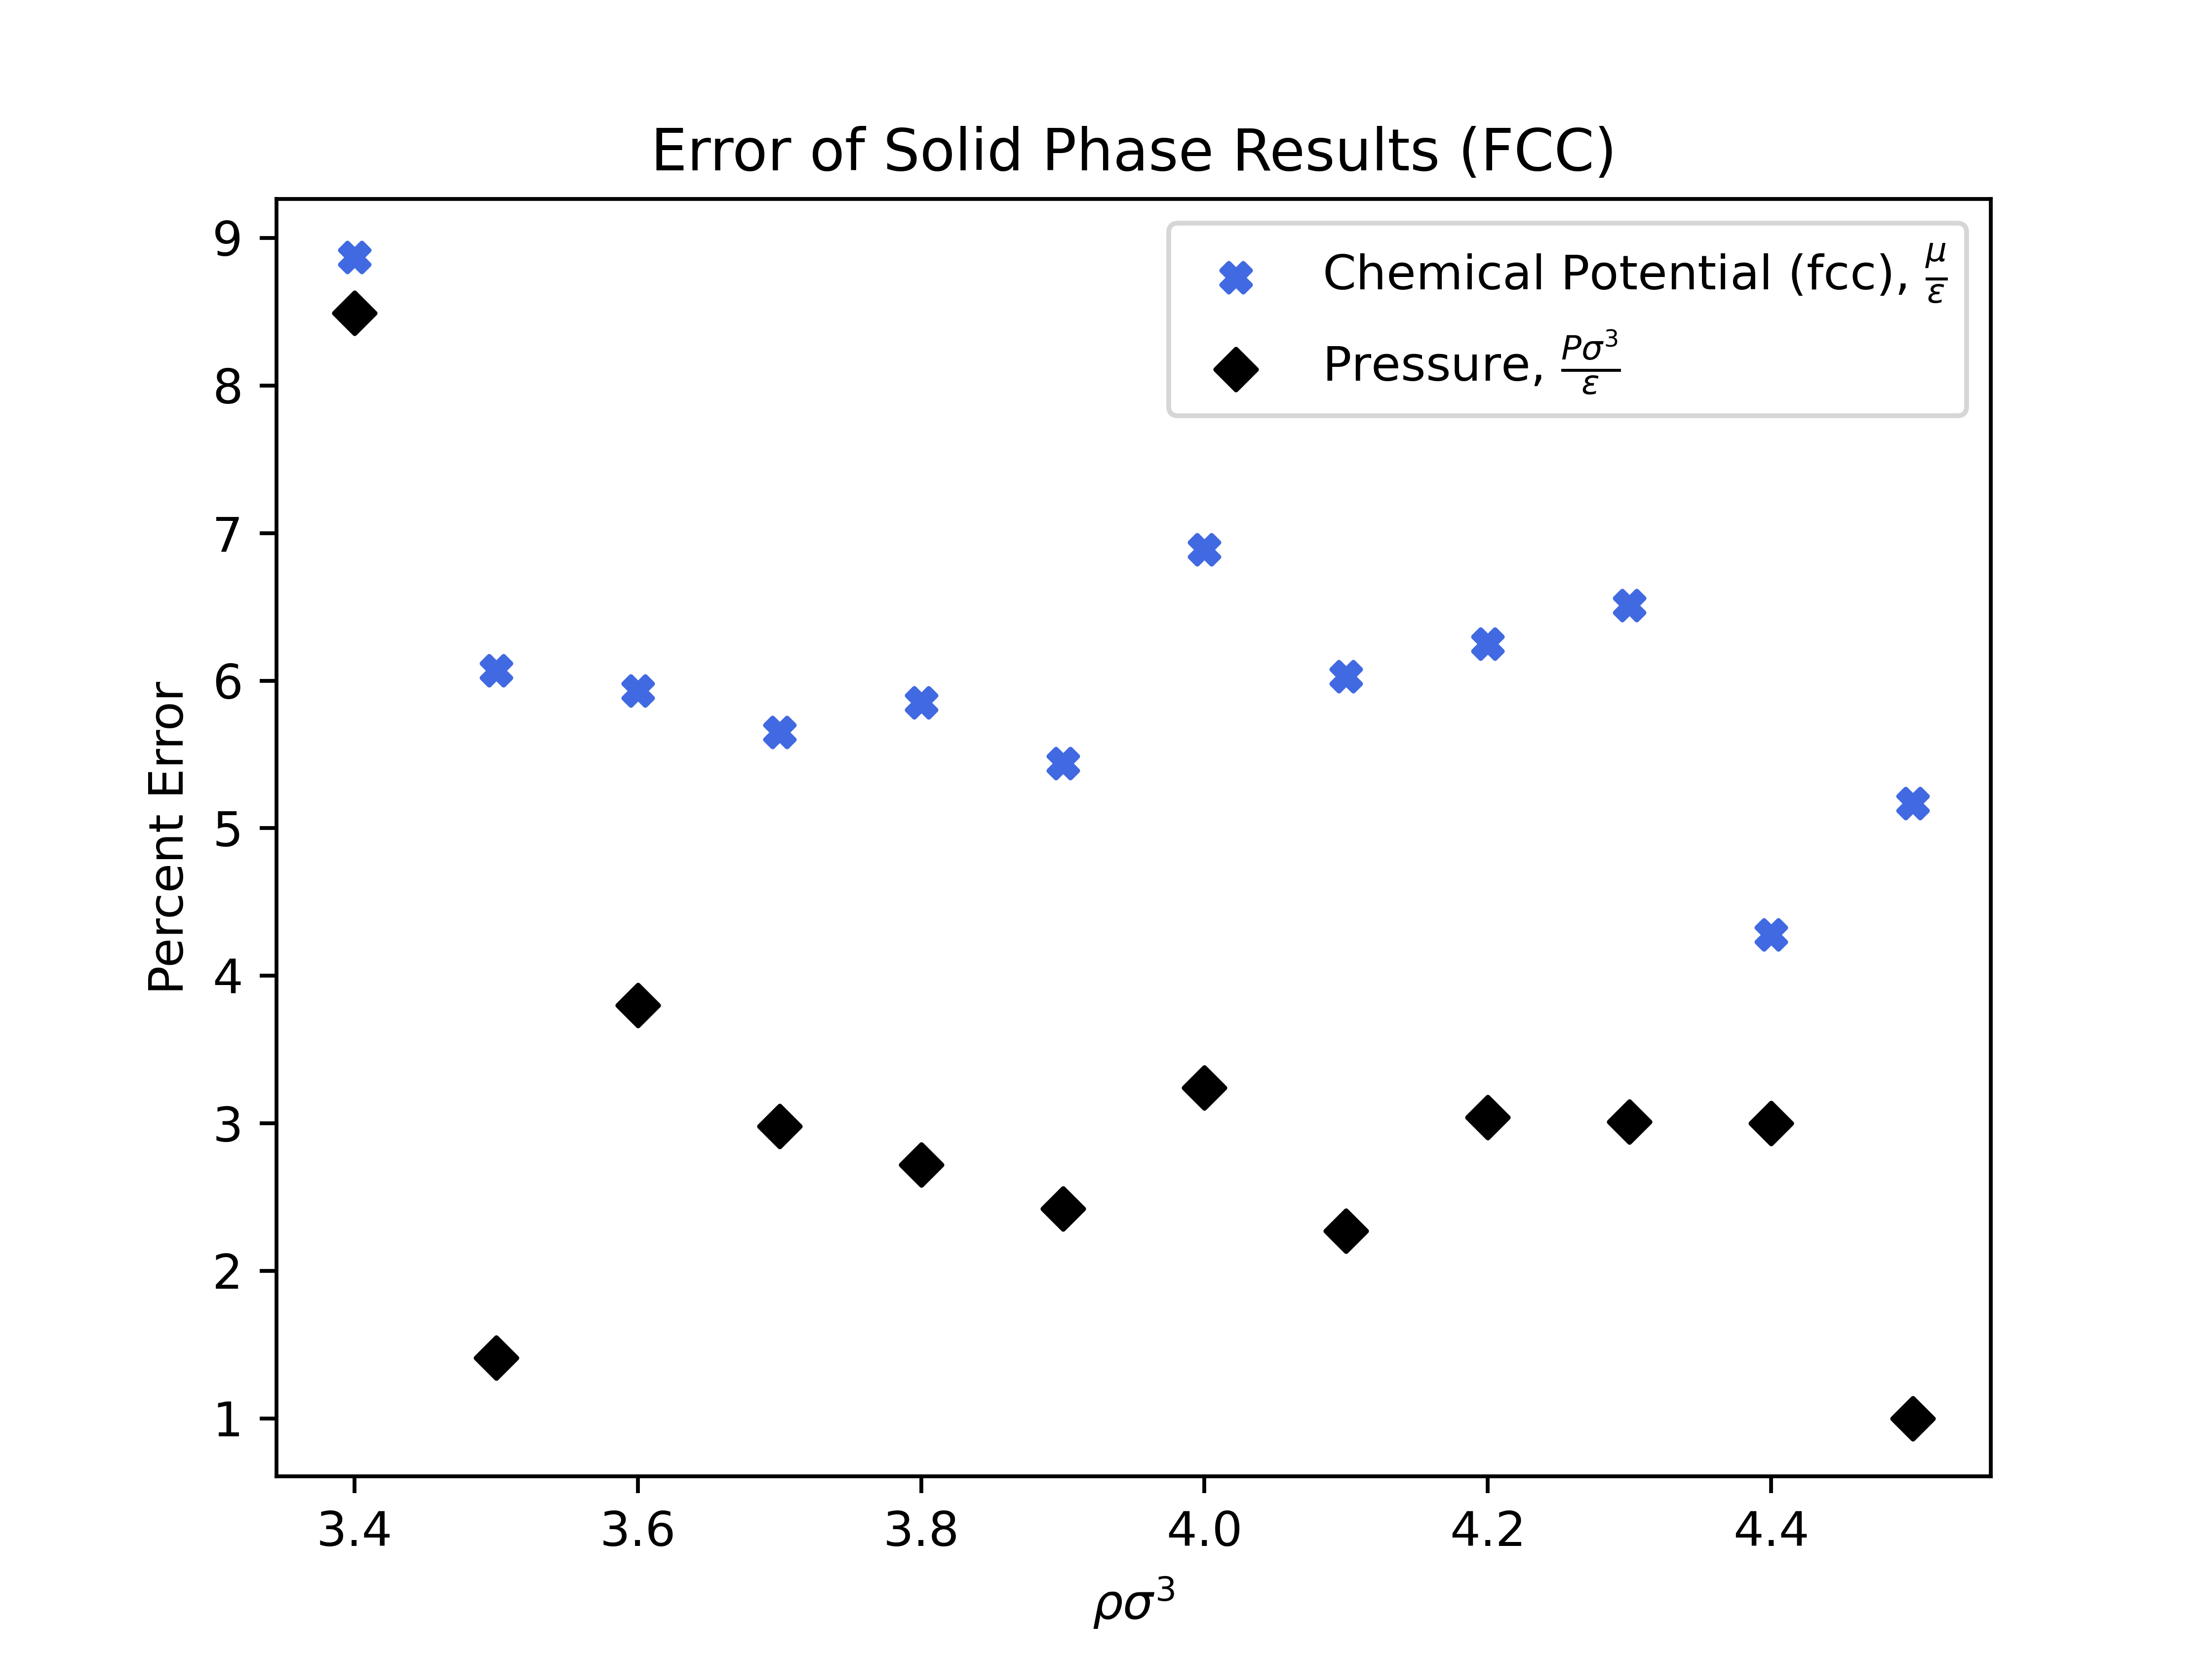 Error of Solid Phase Results (FCC)
9
8
7
6
5
4
3
2
1
Percent Error
Chemical Potential (fcc), μ/ε
Pressure, Pσ³/ε
3.4 3.6 3.8 4.0 4.2 4.4
ρσ³